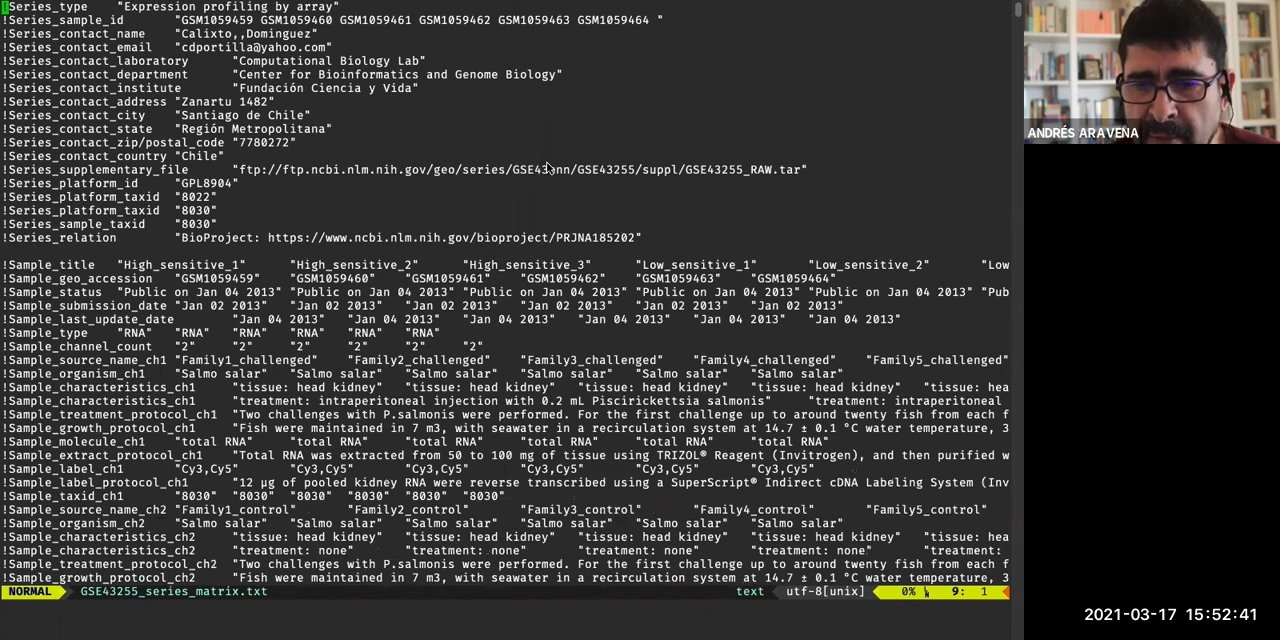 !Series_type "Expression profiling by array"
!Series_sample_id "GSM1059459 GSM1059460 GSM1059461 GSM1059462 GSM1059463 GSM1059464 "
!Series_contact_name "Calixto,,Dominguez"
!Series_contact_email "cdportilla@yahoo.com"
!Series_contact_laboratory "Computational Biology Lab"
!Series_contact_department "Center for Bioinformatics and Genome Biology"
!Series_contact_institute "Fundación Ciencia y Vida"
!Series_contact_address "Zanartu 1482"
!Series_contact_city "Santiago de Chile"
!Series_contact_state "Región Metropolitana"
!Series_contact_zip/postal_code "7780272"
!Series_contact_country "Chile"
!Series_supplementary_file "ftp://ftp.ncbi.nlm.nih.gov/geo/series/GSE43nnn/GSE43255/suppl/GSE43255_RAW.tar"
!Series_platform_id "GPL8904"
!Series_platform_taxid "8022"
!Series_platform_taxid "8030"
!Series_sample_taxid "8030"
!Series_relation "BioProject: https://www.ncbi.nlm.nih.gov/bioproject/PRJNA185202"
!Sample_title "High_sensitive_1" "High_sensitive_2" "High_sensitive_3" "Low_sensitive_1" "Low_sensitive_2" "Low
!Sample_geo_accession "GSM1059459" "GSM1059460" "GSM1059461" "GSM1059462" "GSM1059463" "GSM1059464"
!Sample_status "Public on Jan 04 2013" "Public on Jan 04 2013" "Public on Jan 04 2013" "Public on Jan 04 2013" "Public on Jan 04 2013" "Pub
!Sample_submission_date "Jan 02 2013" "Jan 02 2013" "Jan 02 2013" "Jan 02 2013" "Jan 02 2013" "Jan 02 2013"
!Sample_last_update_date "Jan 04 2013" "Jan 04 2013" "Jan 04 2013" "Jan 04 2013" "Jan 04 2013" "Jan 04 2013"
!Sample_type "RNA" "RNA" "RNA" "RNA" "RNA" "RNA"
!Sample_channel_count "2" "2" "2" "2" "2" "2"
!Sample_source_name_ch1 "Family1_challenged" "Family2_challenged" "Family3_challenged" "Family4_challenged" "Family5_challenged"
!Sample_organism_ch1 "Salmo salar" "Salmo salar" "Salmo salar" "Salmo salar" "Salmo salar" "Salmo salar"
!Sample_characteristics_ch1 "tissue: head kidney" "tissue: head kidney" "tissue: head kidney" "tissue: head kidney" "tissue: hea
!Sample_characteristics_ch1 "treatment: intraperitoneal injection with 0.2 mL Piscirickettsia salmonis" "treatment: intraperitoneal
!Sample_treatment_protocol_ch1 "Two challenges with P.salmonis were performed. For the first challenge up to around twenty fish from each f
!Sample_growth_protocol_ch1 "Fish were maintained in 7 m3, with seawater in a recirculation system at 14.7 ± 0.1 °C water temperature, 3
!Sample_molecule_ch1 "total RNA" "total RNA" "total RNA" "total RNA" "total RNA" "total RNA"
!Sample_extract_protocol_ch1 "Total RNA was extracted from 50 to 100 mg of tissue using TRIZOL® Reagent (Invitrogen), and then purified w
!Sample_label_ch1 "Cy3,Cy5" "Cy3,Cy5" "Cy3,Cy5" "Cy3,Cy5" "Cy3,Cy5" "Cy3,Cy5"
!Sample_label_protocol_ch1 "12 µg of pooled kidney RNA were reverse transcribed using a SuperScript® Indirect cDNA Labeling System (Inv
!Sample_taxid_ch1 "8030" "8030" "8030" "8030" "8030" "8030"
!Sample_source_name_ch2 "Family1_control" "Family2_control" "Family3_control" "Family4_control" "Family5_control"
!Sample_organism_ch2 "Salmo salar" "Salmo salar" "Salmo salar" "Salmo salar" "Salmo salar" "Salmo salar"
!Sample_characteristics_ch2 "tissue: head kidney" "tissue: head kidney" "tissue: head kidney" "tissue: head kidney" "tissue: hea
!Sample_characteristics_ch2 "treatment: none" "treatment: none" "treatment: none" "treatment: none" "treatment:
!Sample_treatment_protocol_ch2 "Two challenges with P.salmonis were performed. For the first challenge up to around twenty fish from each f
!Sample_growth_protocol_ch2 "Fish were maintained in 7 m3, with seawater in a recirculation system at 14.7 ± 0.1 °C water temperature, 3
NORMAL GSE43255_series_matrix.txt text utf-8[unix] 0% 9: 1
ANDRÉS ARAVENA
2021-03-17 15:52:41